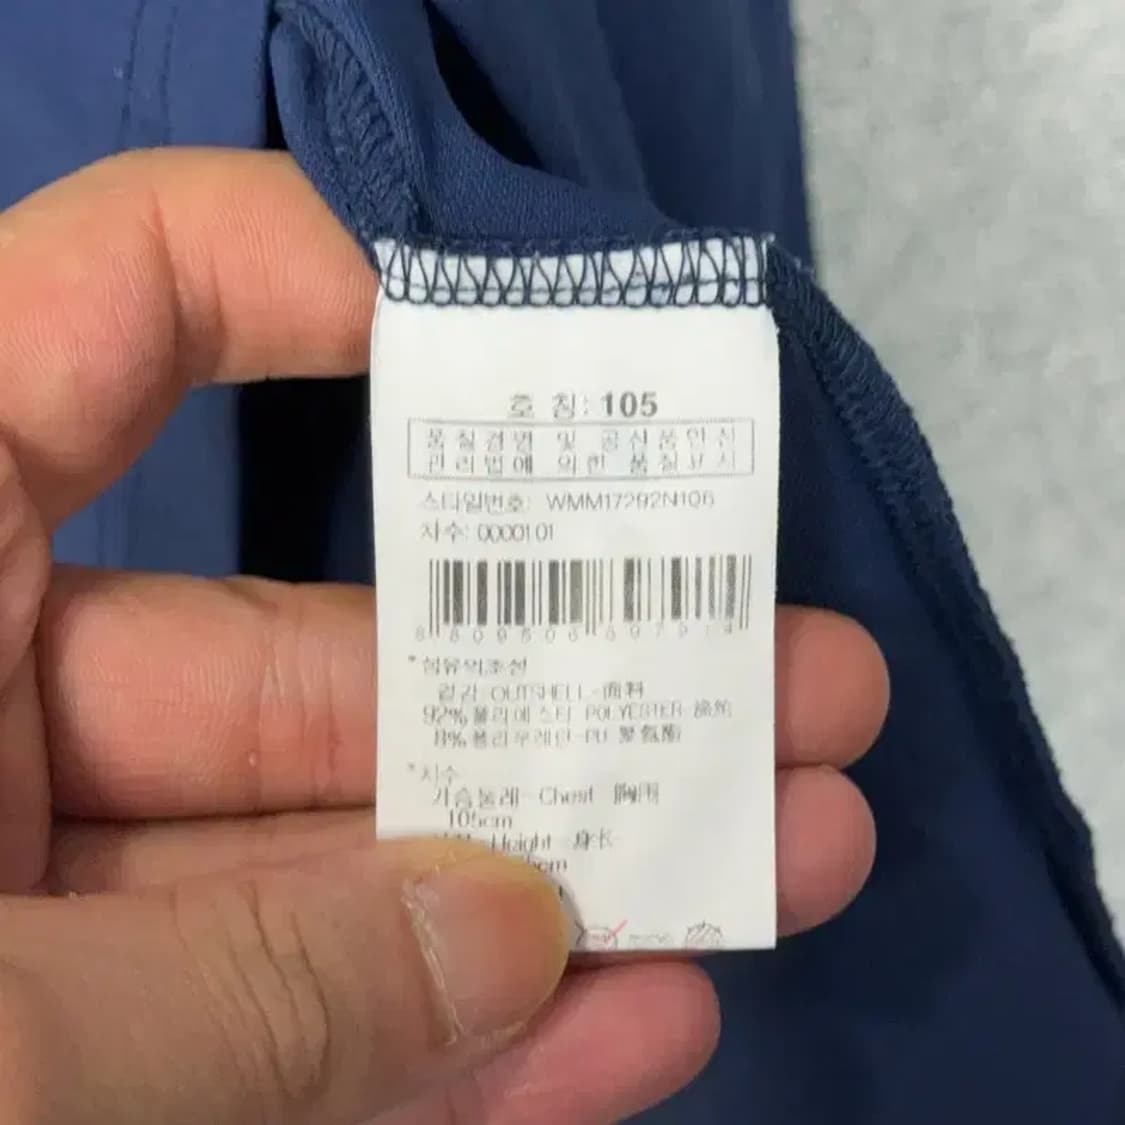 호 칭: 105
품 질 경 영 및 공 산 품 안 전
관 리 법 에 의 한 품 질 표 시
스타일번호: WMM17292N106
차수: 0000101
*섬유의조성
겉감 OUTSHELL-面料
92% 폴리에스터 POLYESTER
8% 폴리우레탄-PU 聚氨酯
*치수
가슴둘레-Chest 胸围
105cm
Height-身长
cm